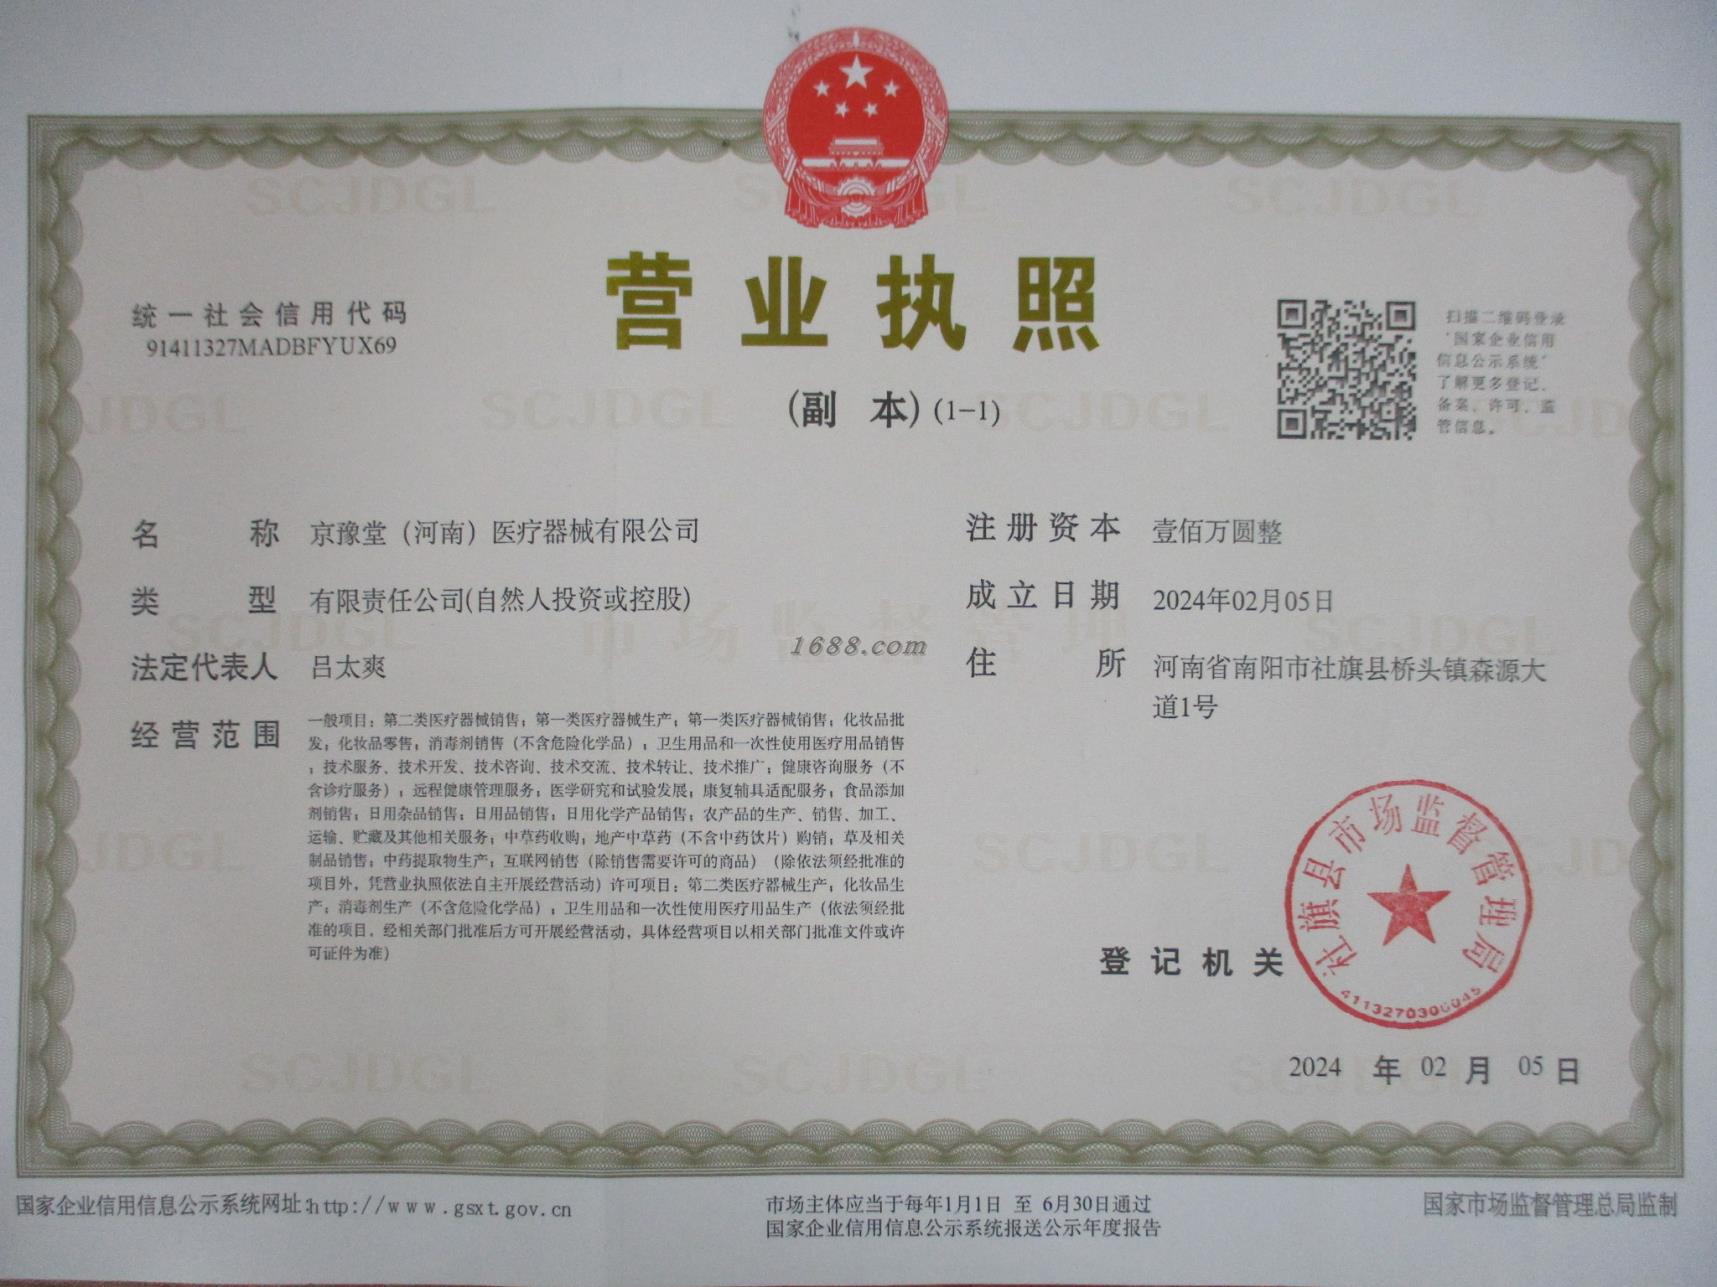 营业执照
(副 本)(1-1)
统一社会信用代码
91411327MADBFYUX69
扫描二维码登录
“国家企业信用
信息公示系统”
了解更多登记、
备案、许可、监
管信息。
名 称 京豫堂（河南）医疗器械有限公司
类 型 有限责任公司(自然人投资或控股)
法定代表人 吕太爽
经营范围 一般项目：第二类医疗器械销售；第一类医疗器械生产；第一类医疗器械销售；化妆品批
发；化妆品零售；消毒剂销售（不含危险化学品）；卫生用品和一次性使用医疗用品销售
；技术服务、技术开发、技术咨询、技术交流、技术转让、技术推广；健康咨询服务（不
含诊疗服务）；远程健康管理服务；医学研究和试验发展；康复辅具适配服务；食品添加
剂销售；日用杂品销售；日用品销售；日用化学产品销售；农产品的生产、销售、加工、
运输、贮藏及其他相关服务；中草药收购；地产中草药（不含中药饮片）购销；草及相关
制品销售；中药提取物生产；互联网销售（除销售需要许可的商品）（除依法须经批准的
项目外，凭营业执照依法自主开展经营活动）许可项目：第二类医疗器械生产；化妆品生
产；消毒剂生产（不含危险化学品）；卫生用品和一次性使用医疗用品生产（依法须经批
准的项目，经相关部门批准后方可开展经营活动，具体经营项目以相关部门批准文件或许
可证件为准）
注册资本 壹佰万圆整
成立日期 2024年02月05日
住 所 河南省南阳市社旗县桥头镇森源大
道1号
1688.com
登记机关
社旗县市场监督管理局
4113270306045
2024 年 02 月 05 日
国家企业信用信息公示系统网址:http://www.gsxt.gov.cn
市场主体应当于每年1月1日 至 6月30日通过
国家企业信用信息公示系统报送公示年度报告
国家市场监督管理总局监制
SCJDGL
市场监督管理